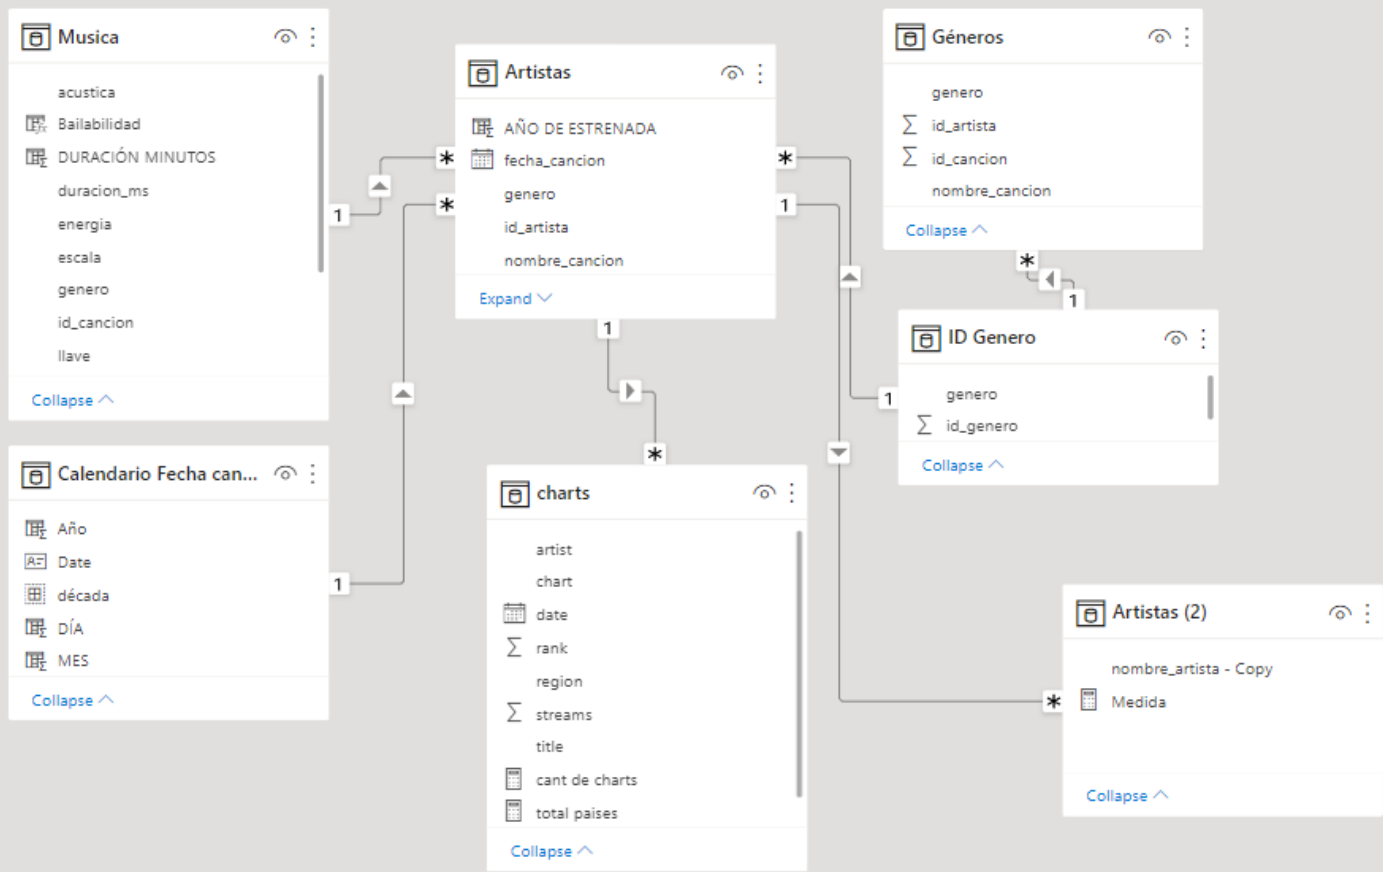 Musica
acustica
Bailabilidad
DURACIÓN MINUTOS
duracion_ms
energia
escala
genero
id_cancion
llave
Collapse
Calendario Fecha can...
Año
Date
década
DÍA
MES
Collapse
Artistas
AÑO DE ESTRENADA
fecha_cancion
genero
id_artista
nombre_cancion
Expand
charts
artist
chart
date
rank
region
streams
title
cant de charts
total paises
Collapse
Géneros
genero
id_artista
id_cancion
nombre_cancion
Collapse
ID Genero
genero
id_genero
Collapse
Artistas (2)
nombre_artista - Copy
Medida
Collapse
1
*
1
*
1
*
*
1
1
*
*
1